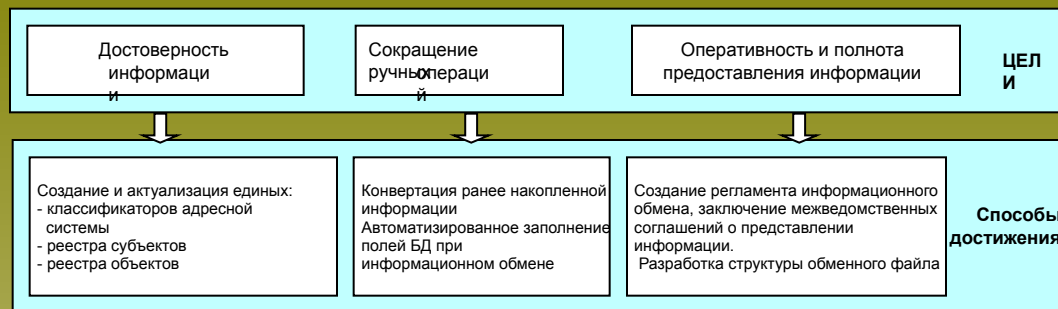 Достоверность
информаци
и
Сокращение
ручных операци
й
Оперативность и полнота
предоставления информации
ЦЕЛ
И
Создание и актуализация единых:
- классификаторов адресной
системы
- реестра субъектов
- реестра объектов
Конвертация ранее накопленной
информации
Автоматизированное заполнение
полей БД при
информационном обмене
Создание регламента информационного
обмена, заключение межведомственных
соглашений о представлении
информации.
Разработка структуры обменного файла
Способы
достижения